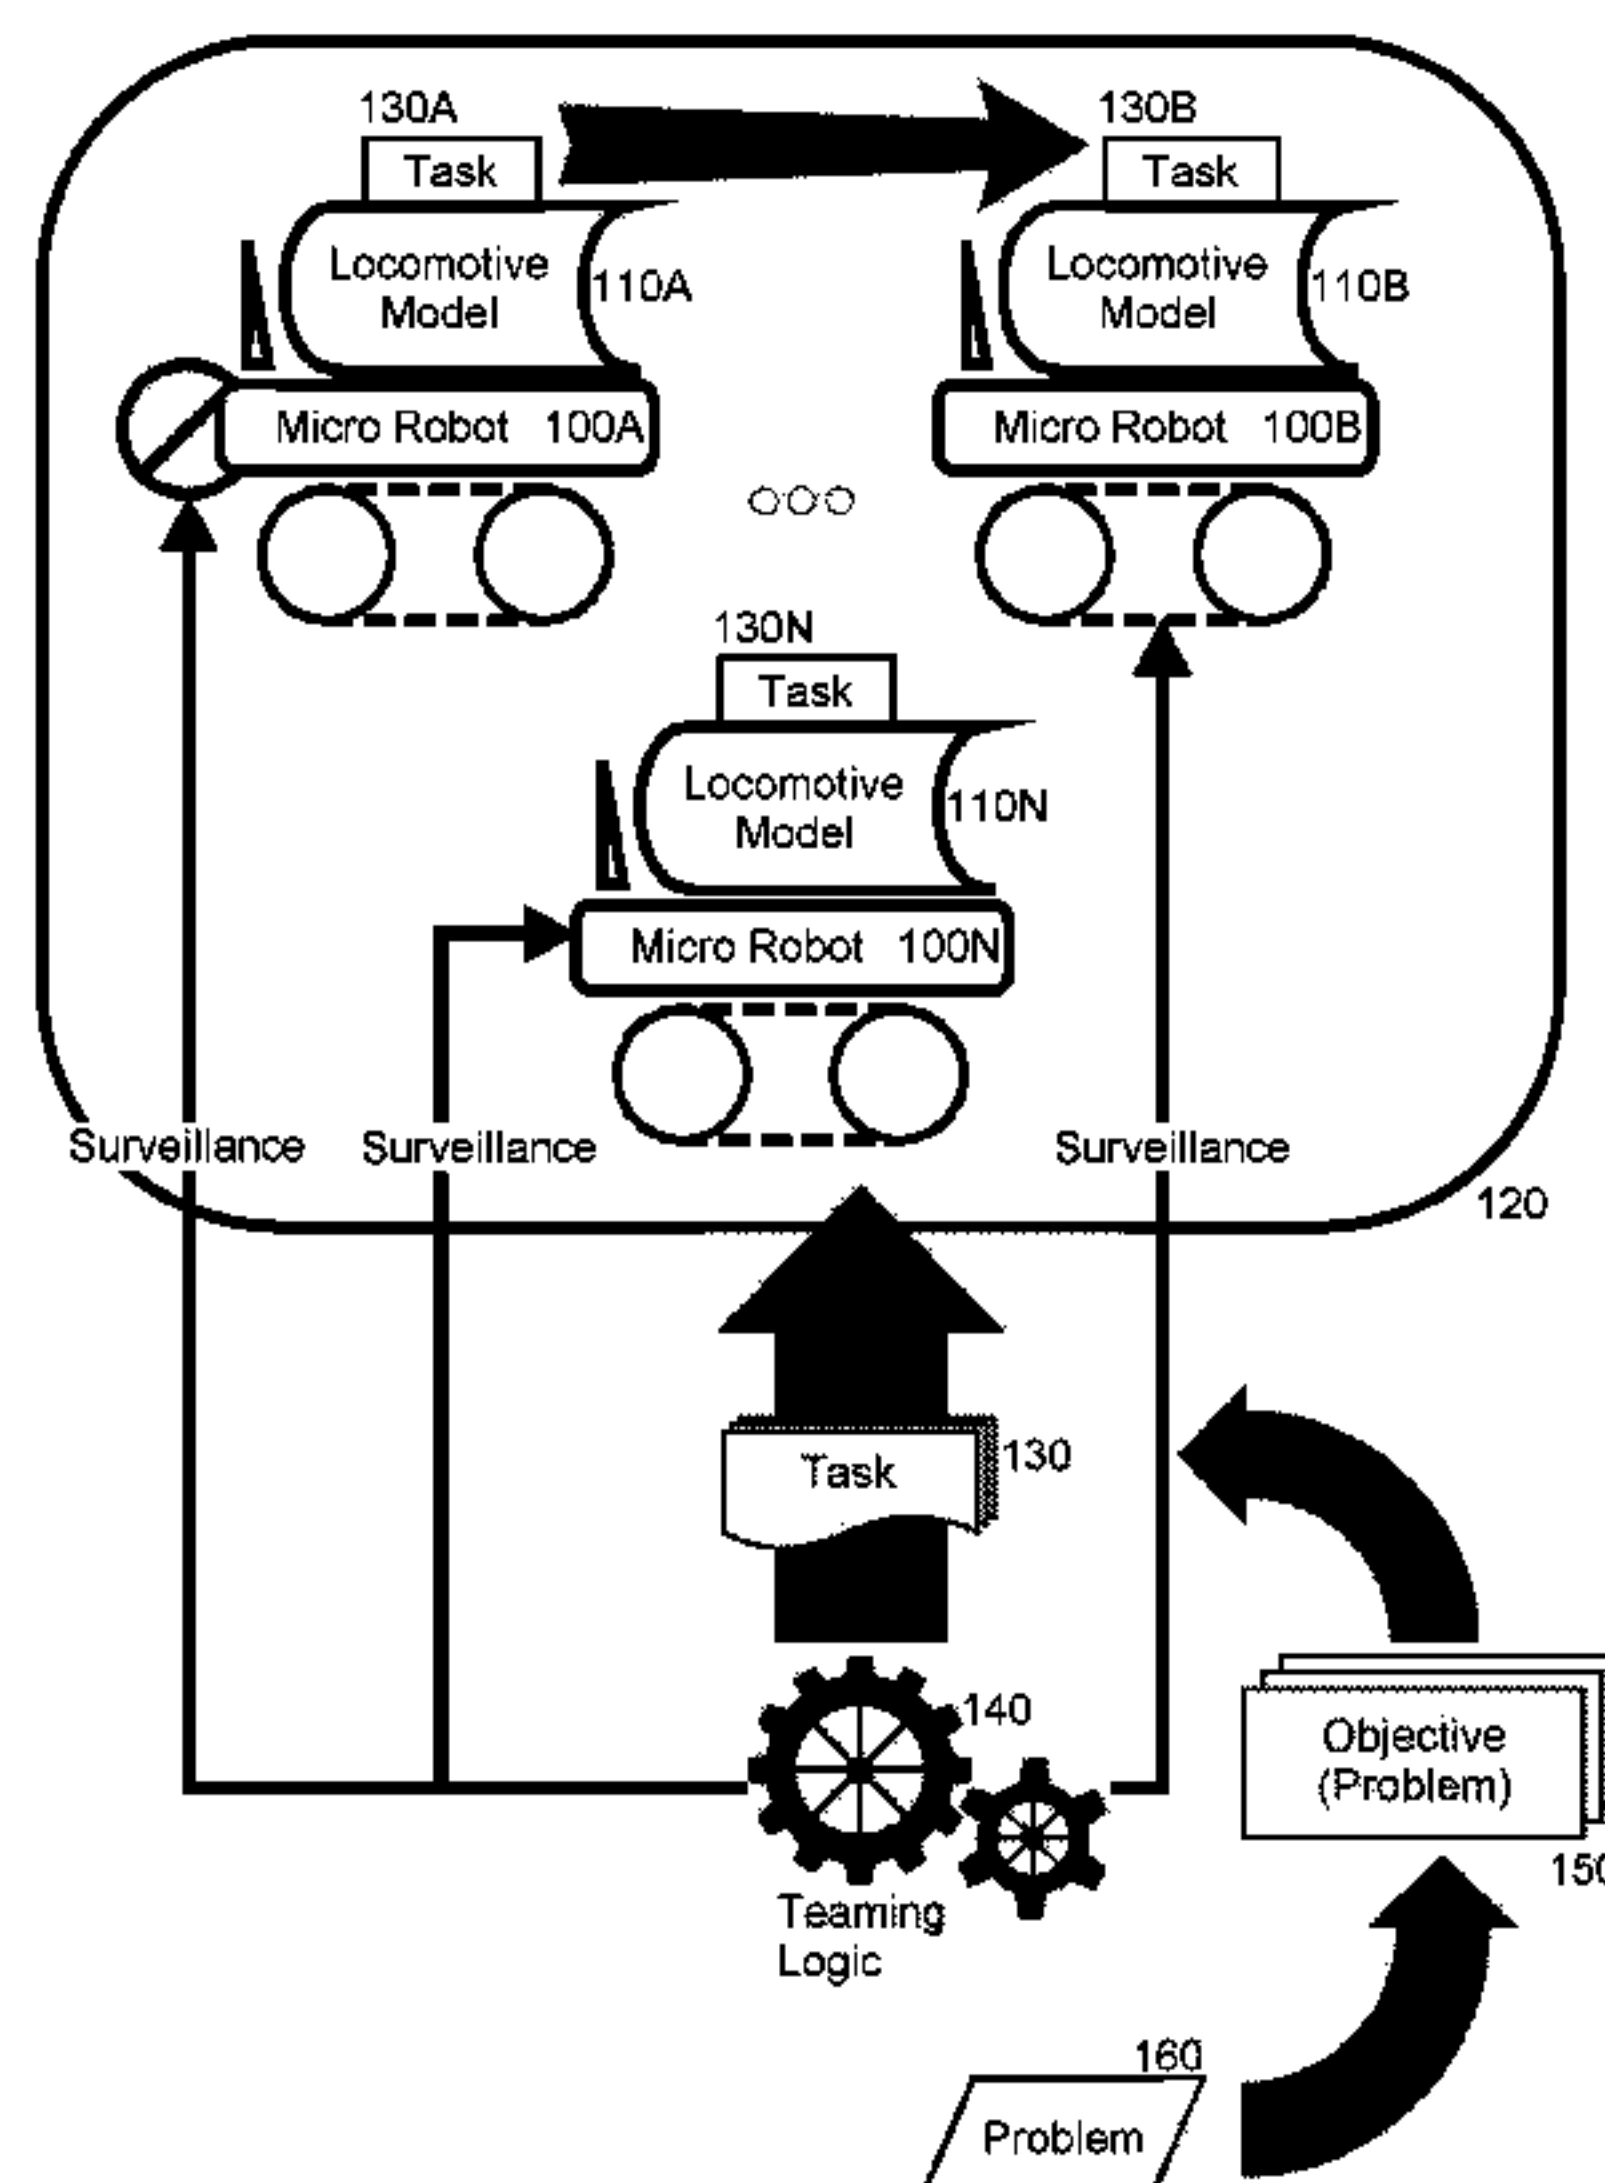 130A
130B
Task
Task
Locomotive
Model
110A
Locomotive
Model
110B
Micro Robot 100A
Micro Robot 100B
130N
Task
Locomotive
Model
110N
Micro Robot 100N
Surveillance
Surveillance
Surveillance
120
Task
130
140
Objective
(Problem)
150
Teaming
Logic
160
Problem